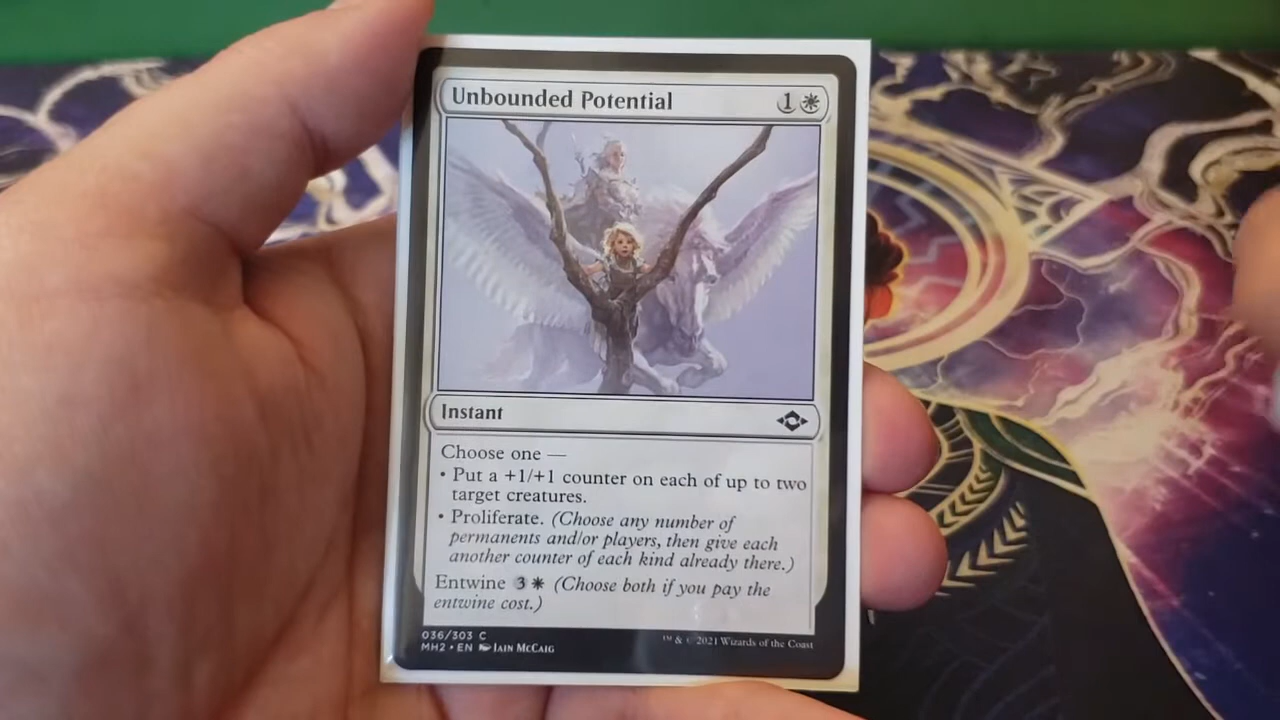 Unbounded Potential 1
Instant
Choose one —
• Put a +1/+1 counter on each of up to two
target creatures.
• Proliferate. (Choose any number of
permanents and/or players, then give each
another counter of each kind already there.)
Entwine 3 (Choose both if you pay the
entwine cost.)
036/303 C
MH2 • EN Iain McCaig
™ & © 2021 Wizards of the Coast